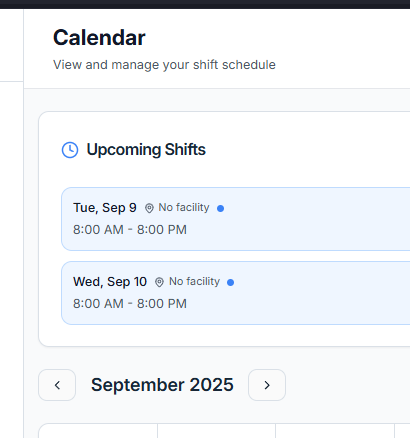 Calendar
View and manage your shift schedule
Upcoming Shifts
Tue, Sep 9 No facility
8:00 AM - 8:00 PM
Wed, Sep 10 No facility
8:00 AM - 8:00 PM
September 2025